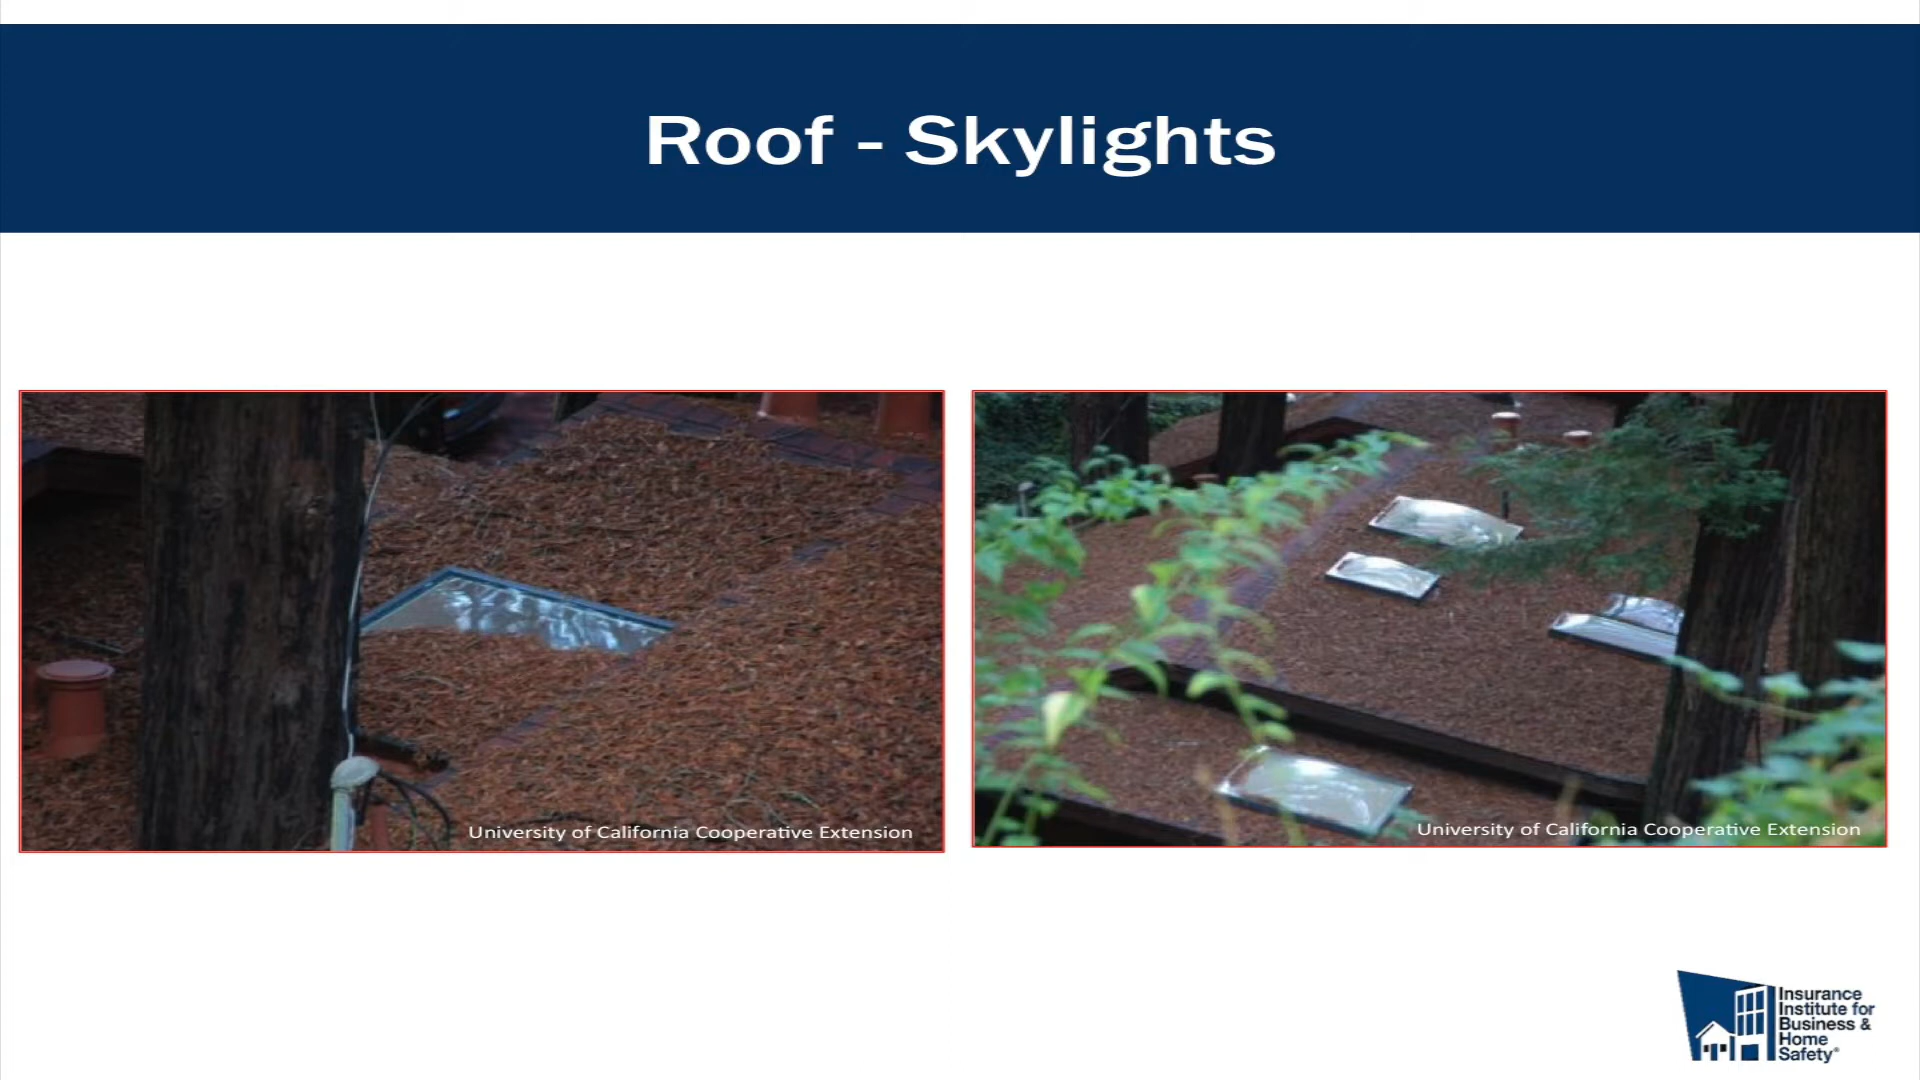 Roof - Skylights
University of California Cooperative Extension
University of California Cooperative Extension
Insurance
Institute for
Business &
Home
Safety®